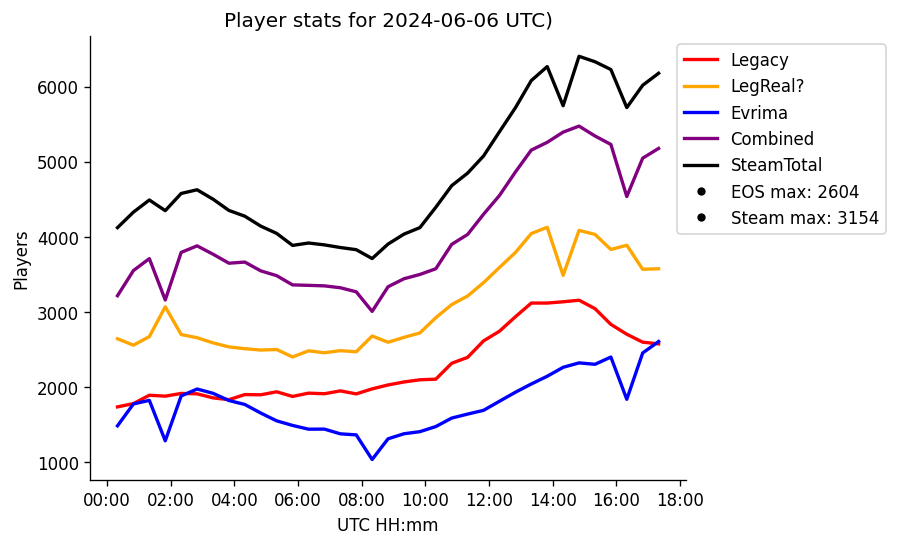 Player stats for 2024-06-06 UTC)
Legacy
LegReal?
Evrima
Combined
SteamTotal
EOS max: 2604
Steam max: 3154
Players
6000
5000
4000
3000
2000
1000
00:00 02:00 04:00 06:00 08:00 10:00 12:00 14:00 16:00 18:00
UTC HH:mm